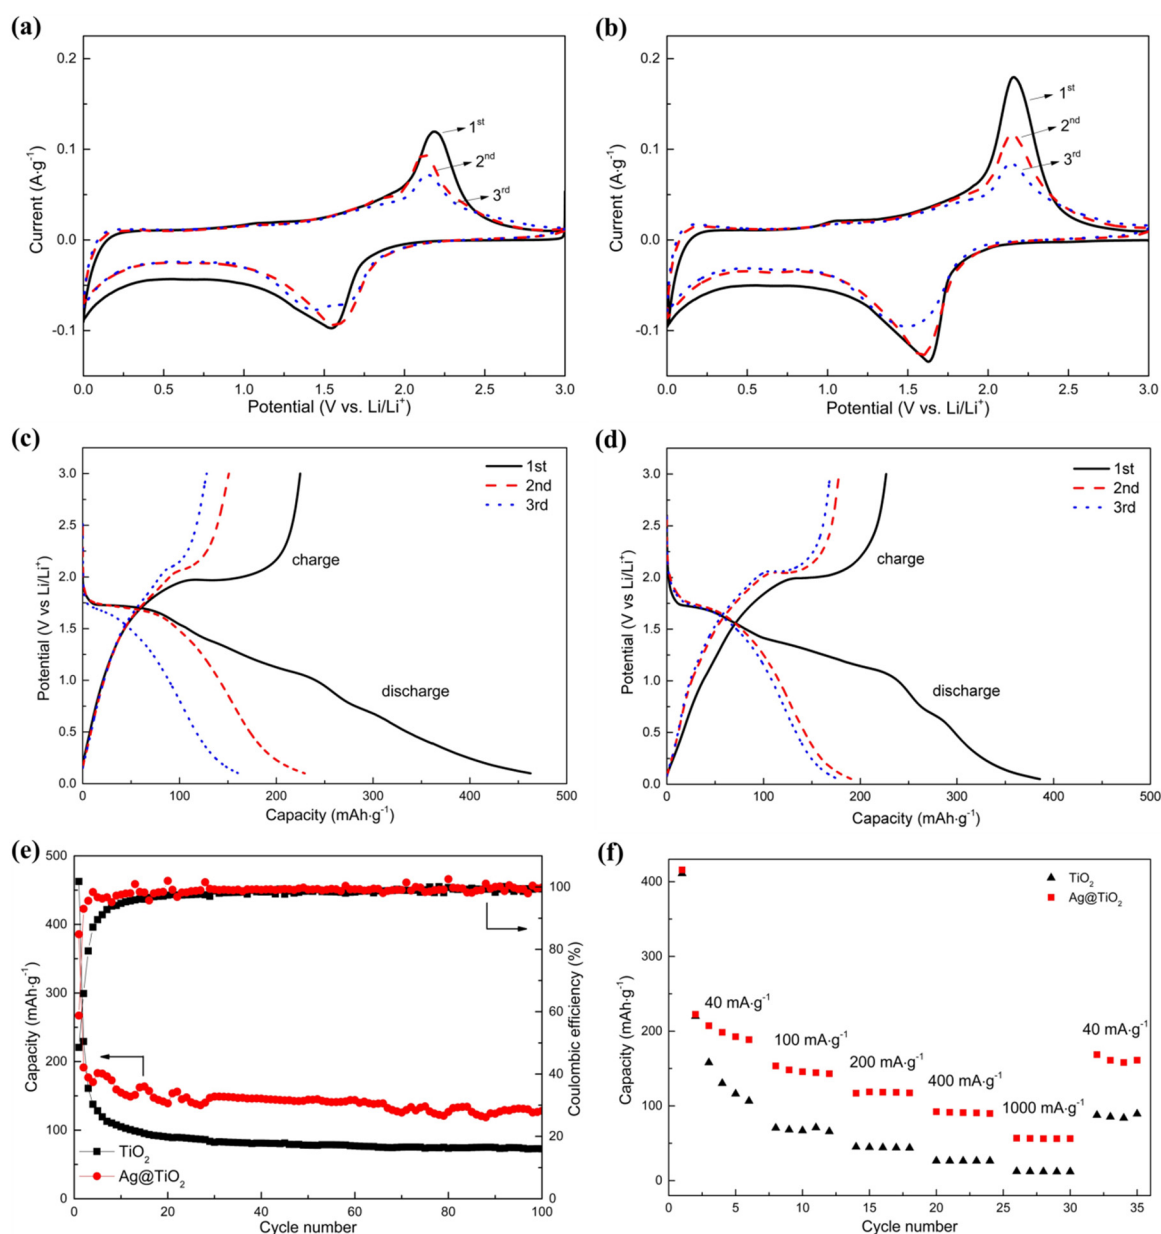 (a)
0.2
0.1
0.0
-0.1
Current (A·g⁻¹)
1ˢᵗ
2ⁿᵈ
3ʳᵈ
0.0 0.5 1.0 1.5 2.0 2.5 3.0
Potential (V vs. Li/Li⁺)
(b)
0.2
0.1
0.0
-0.1
Current (A·g⁻¹)
1ˢᵗ
2ⁿᵈ
3ʳᵈ
0.0 0.5 1.0 1.5 2.0 2.5 3.0
Potential (V vs. Li/Li⁺)
(c)
3.0
2.5
2.0
1.5
1.0
0.5
0.0
Potential (V vs Li/Li⁺)
1st
2nd
3rd
charge
discharge
0 100 200 300 400 500
Capacity (mAh·g⁻¹)
(d)
3.0
2.5
2.0
1.5
1.0
0.5
0.0
Potential (V vs Li/Li⁺)
1st
2nd
3rd
charge
discharge
0 100 200 300 400 500
Capacity (mAh·g⁻¹)
(e)
500
450
400
350
300
250
200
150
100
50
0
Capacity (mAh·g⁻¹)
100
80
60
40
20
0
Coulombic efficiency (%)
TiO₂
Ag@TiO₂
0 20 40 60 80 100
Cycle number
(f)
400
300
200
100
0
Capacity (mAh·g⁻¹)
TiO₂
Ag@TiO₂
40 mA·g⁻¹
100 mA·g⁻¹
200 mA·g⁻¹
400 mA·g⁻¹
1000 mA·g⁻¹
40 mA·g⁻¹
0 5 10 15 20 25 30 35
Cycle number